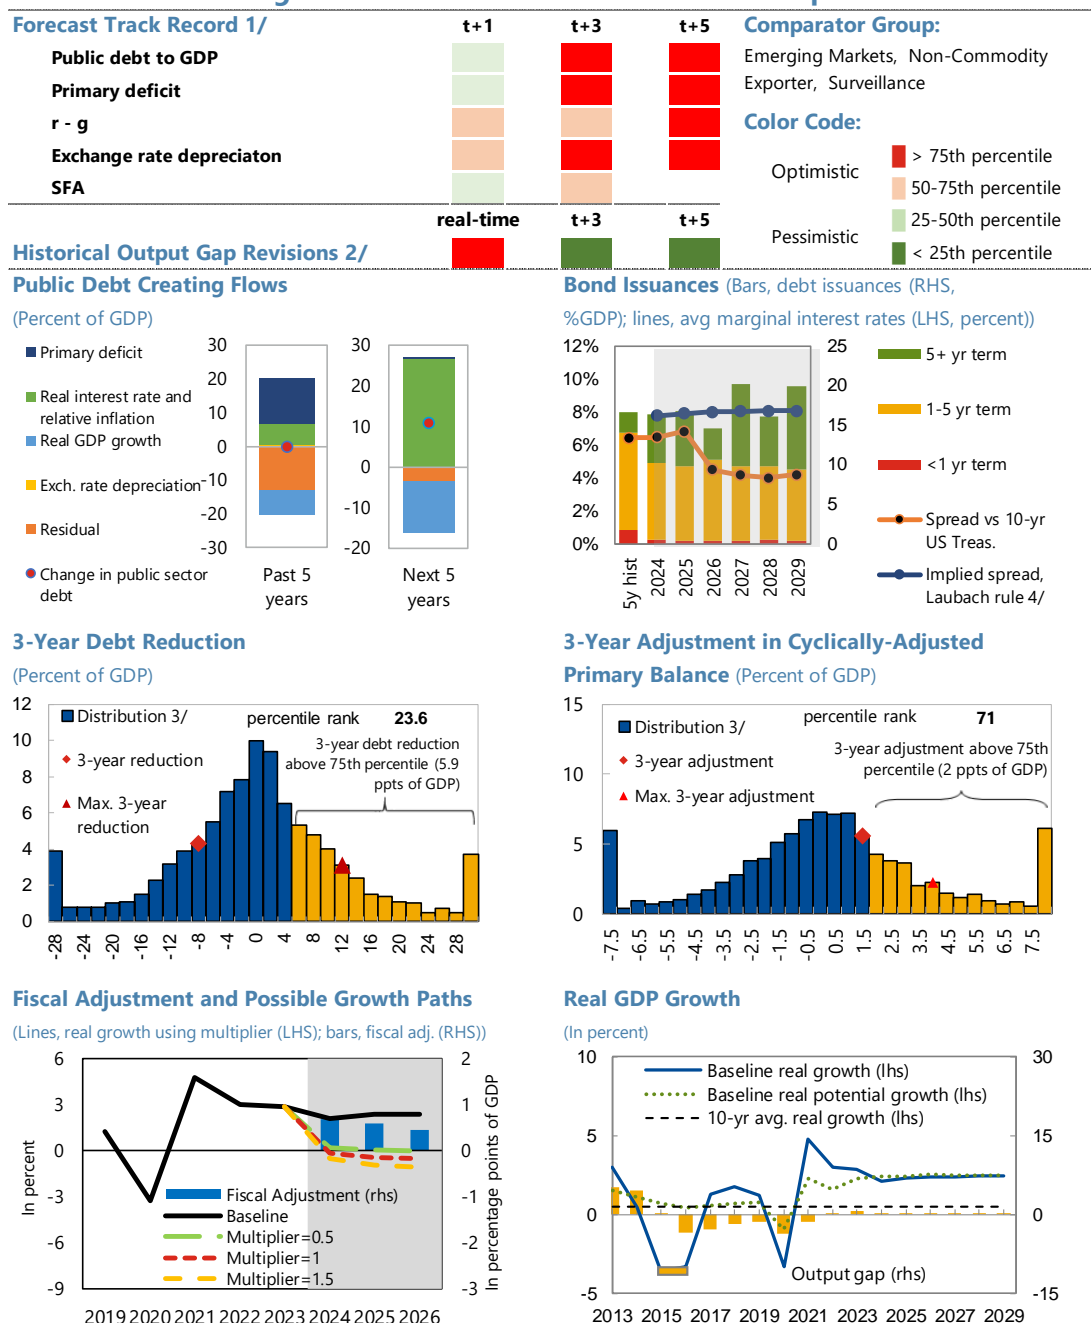 Forecast Track Record 1/ t+1 t+3 t+5 Comparator Group:
Public debt to GDP
Primary deficit
r - g
Exchange rate depreciaton
SFA
Emerging Markets, Non-Commodity
Exporter, Surveillance
Color Code:
Optimistic
> 75th percentile
50-75th percentile
25-50th percentile
Pessimistic
< 25th percentile
real-time t+3 t+5
Historical Output Gap Revisions 2/
Public Debt Creating Flows
(Percent of GDP)
Primary deficit
Real interest rate and
relative inflation
Real GDP growth
Exch. rate depreciation
Residual
Change in public sector
debt
30
20
10
0
-10
-20
-30
Past 5
years
30
20
10
0
-10
-20
Next 5
years
Bond Issuances (Bars, debt issuances (RHS,
%GDP); lines, avg marginal interest rates (LHS, percent))
12%
10%
8%
6%
4%
2%
0%
25
20
15
10
5
0
5y hist 2024 2025 2026 2027 2028 2029
5+ yr term
1-5 yr term
<1 yr term
Spread vs 10-yr
US Treas.
Implied spread,
Laubach rule 4/
3-Year Debt Reduction
(Percent of GDP)
12
10
8
6
4
2
0
Distribution 3/
3-year reduction
Max. 3-year
reduction
percentile rank 23.6
3-year debt reduction
above 75th percentile (5.9
ppts of GDP)
-28 -24 -20 -16 -12 -8 -4 0 4 8 12 16 20 24 28
3-Year Adjustment in Cyclically-Adjusted
Primary Balance (Percent of GDP)
15
10
5
0
Distribution 3/
3-year adjustment
Max. 3-year adjustment
percentile rank 71
3-year adjustment above 75th
percentile (2 ppts of GDP)
-7.5 -6.5 -5.5 -4.5 -3.5 -2.5 -1.5 -0.5 0.5 1.5 2.5 3.5 4.5 5.5 6.5 7.5
Fiscal Adjustment and Possible Growth Paths
(Lines, real growth using multiplier (LHS); bars, fiscal adj. (RHS))
In percent
6
3
0
-3
-6
-9
Fiscal Adjustment (rhs)
Baseline
Multiplier=0.5
Multiplier=1
Multiplier=1.5
2
1
0
-1
-2
-3
In percentage points of GDP
2019 2020 2021 2022 2023 2024 2025 2026
Real GDP Growth
(In percent)
10
5
0
-5
Baseline real growth (lhs)
Baseline real potential growth (lhs)
10-yr avg. real growth (lhs)
Output gap (rhs)
30
15
0
-15
2013 2015 2017 2019 2021 2023 2025 2027 2029